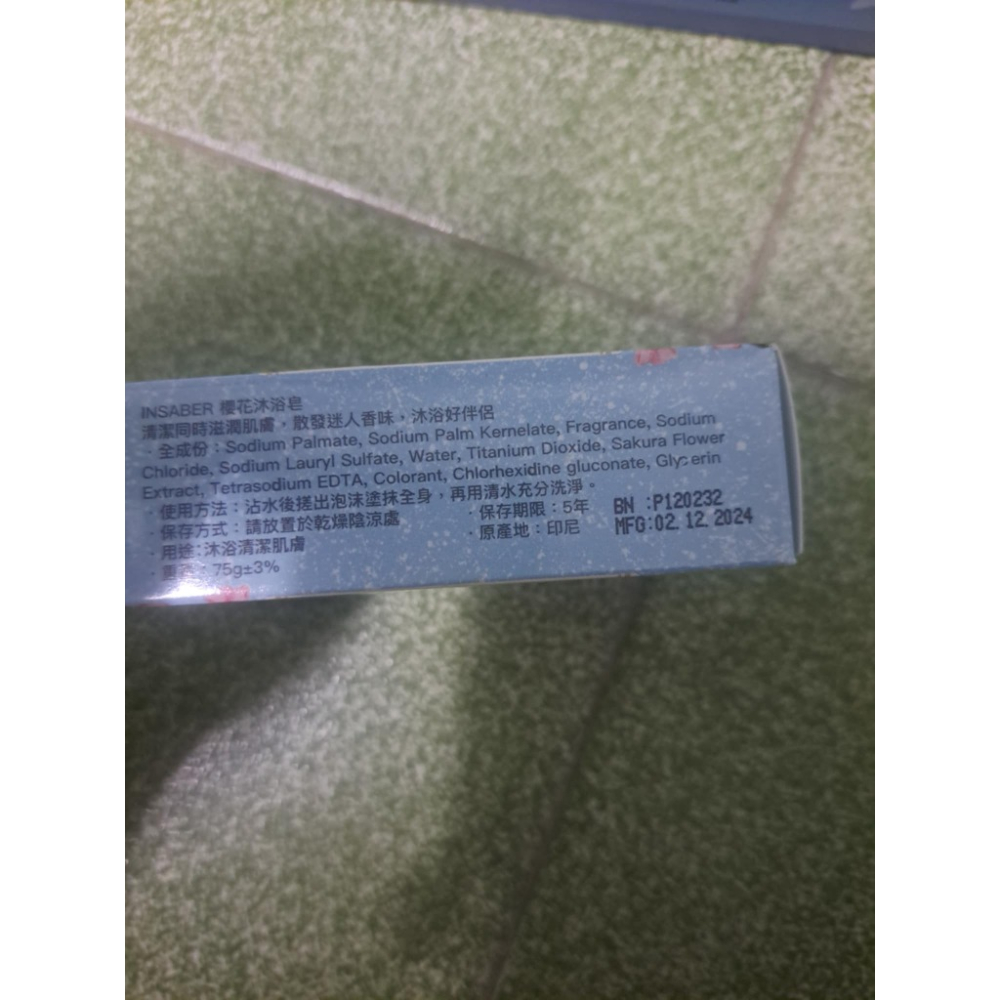 INSABER 櫻花沐浴皂
清潔同時滋潤肌膚，散發迷人香味，沐浴好伴侶
· 全成份：Sodium Palmate, Sodium Palm Kernelate, Fragrance, Sodium
Chloride, Sodium Lauryl Sulfate, Water, Titanium Dioxide, Sakura Flower
Extract, Tetrasodium EDTA, Colorant, Chlorhexidine gluconate, Glycerin
· 使用方法：沾水後搓出泡沫塗抹全身，再用清水充分洗淨。
· 保存方式：請放置於乾燥陰涼處
· 保存期限：5年
· 用途：沐浴清潔肌膚
· 原產地：印尼
· 重量：75g±3%
BN :P120232
MFG:02.12.2024